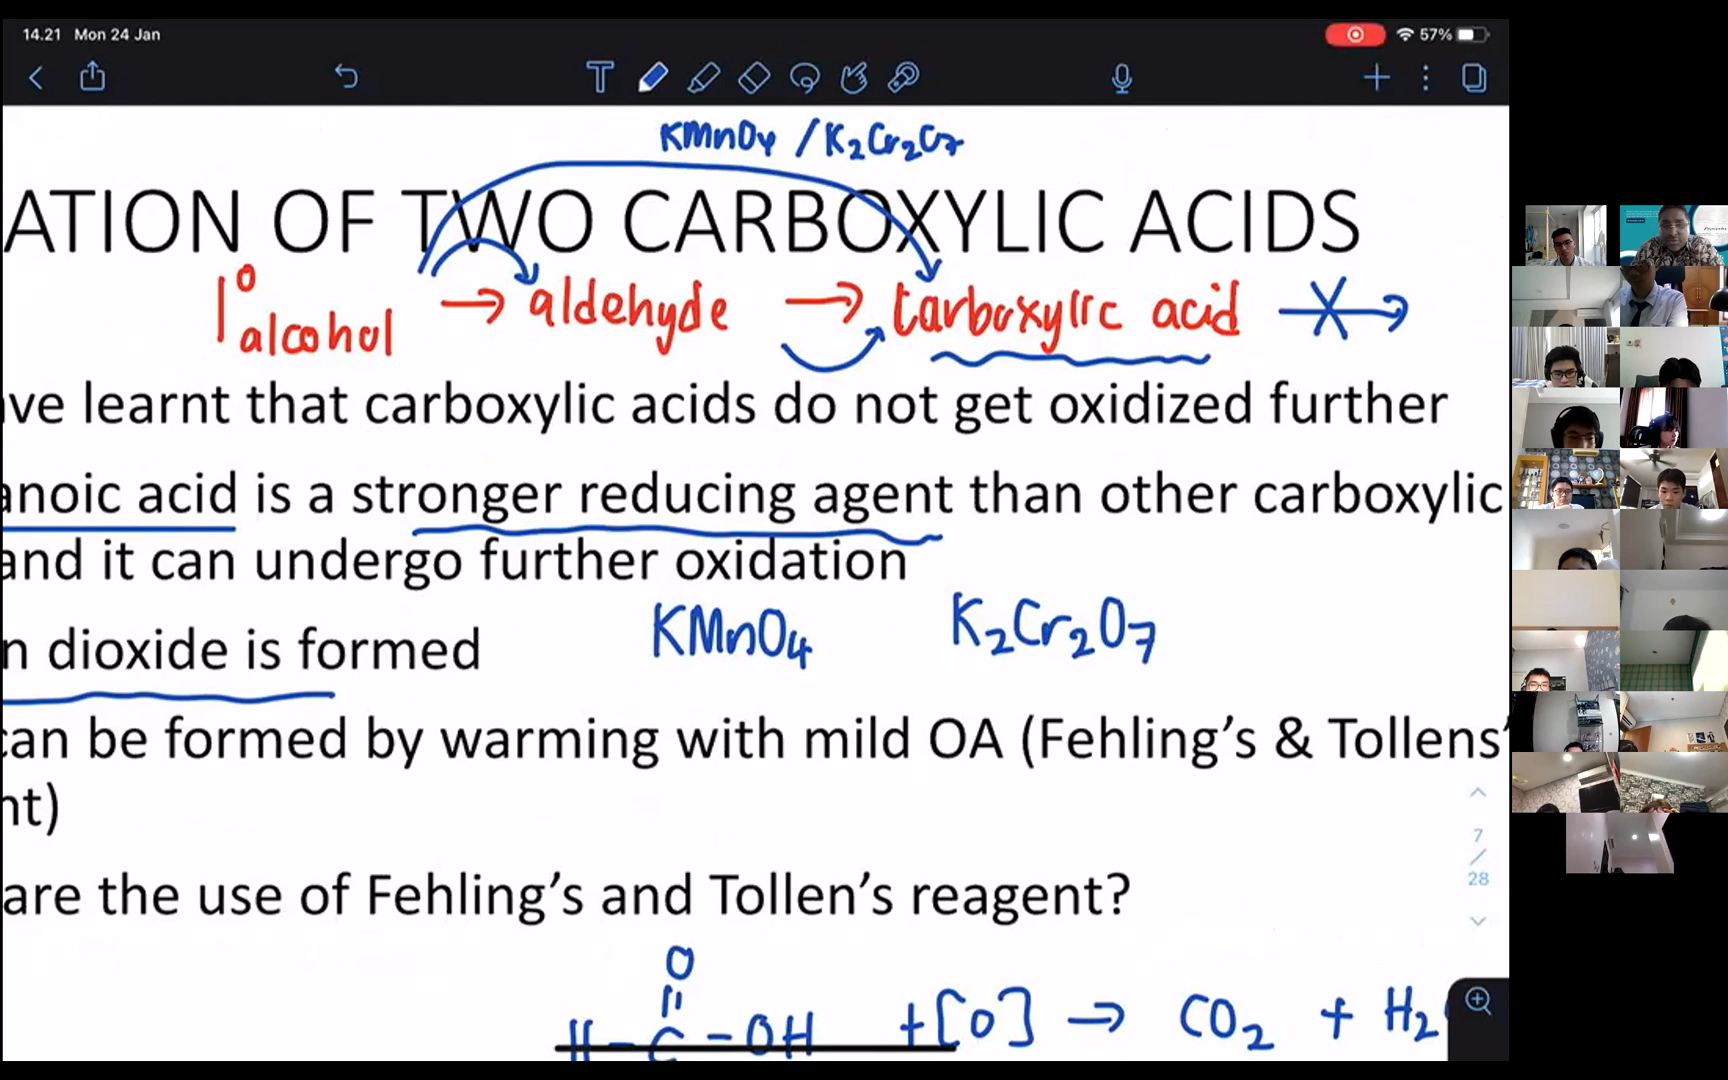 14.21 Mon 24 Jan
57%
KMnO4 / K2Cr2O7
ATION OF TWO CARBOXYLIC ACIDS
1° alcohol → aldehyde → carboxylic acid
ve learnt that carboxylic acids do not get oxidized further
anoic acid is a stronger reducing agent than other carboxylic
and it can undergo further oxidation
n dioxide is formed
KMnO4 K2Cr2O7
can be formed by warming with mild OA (Fehling's & Tollens'
nt)
7
/
28
are the use of Fehling's and Tollen's reagent?
O
H - C - OH + [O] → CO2 + H2